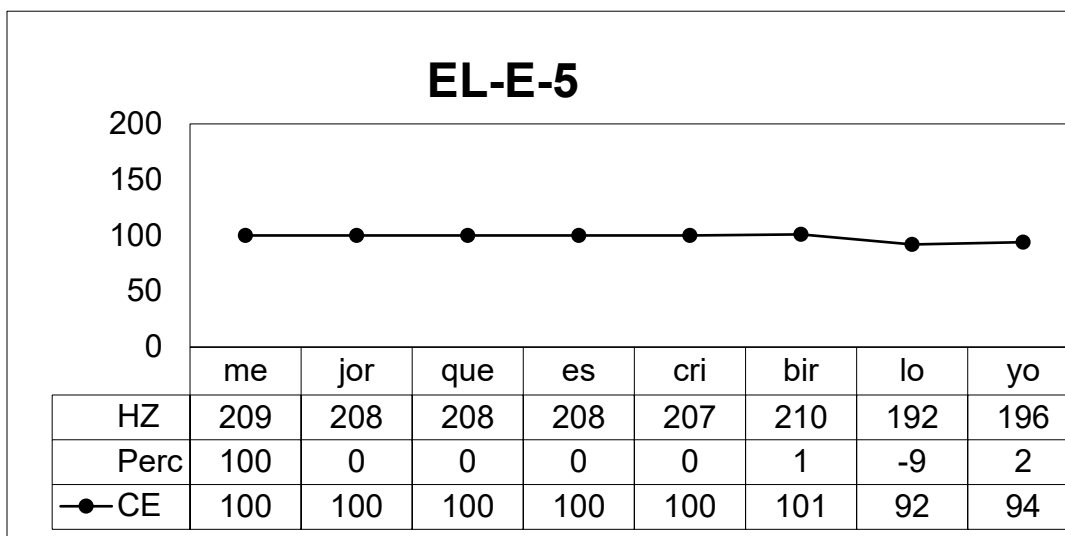 EL-E-5
200
150
100
50
0
me jor que es cri bir lo yo
HZ 209 208 208 208 207 210 192 196
Perc 100 0 0 0 0 1 -9 2
CE 100 100 100 100 100 101 92 94